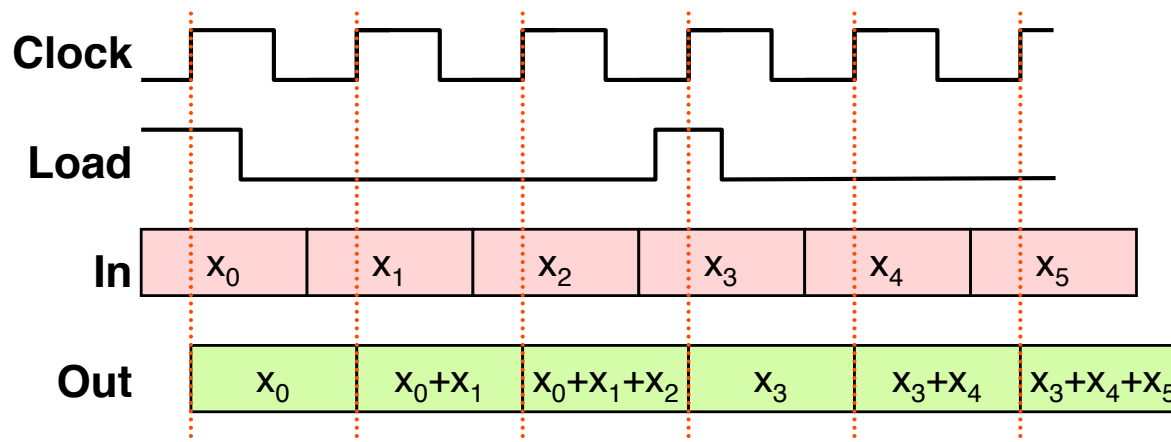 Clock
Load
In x₀ x₁ x₂ x₃ x₄ x₅
Out x₀ x₀+x₁ x₀+x₁+x₂ x₃ x₃+x₄ x₃+x₄+x₅